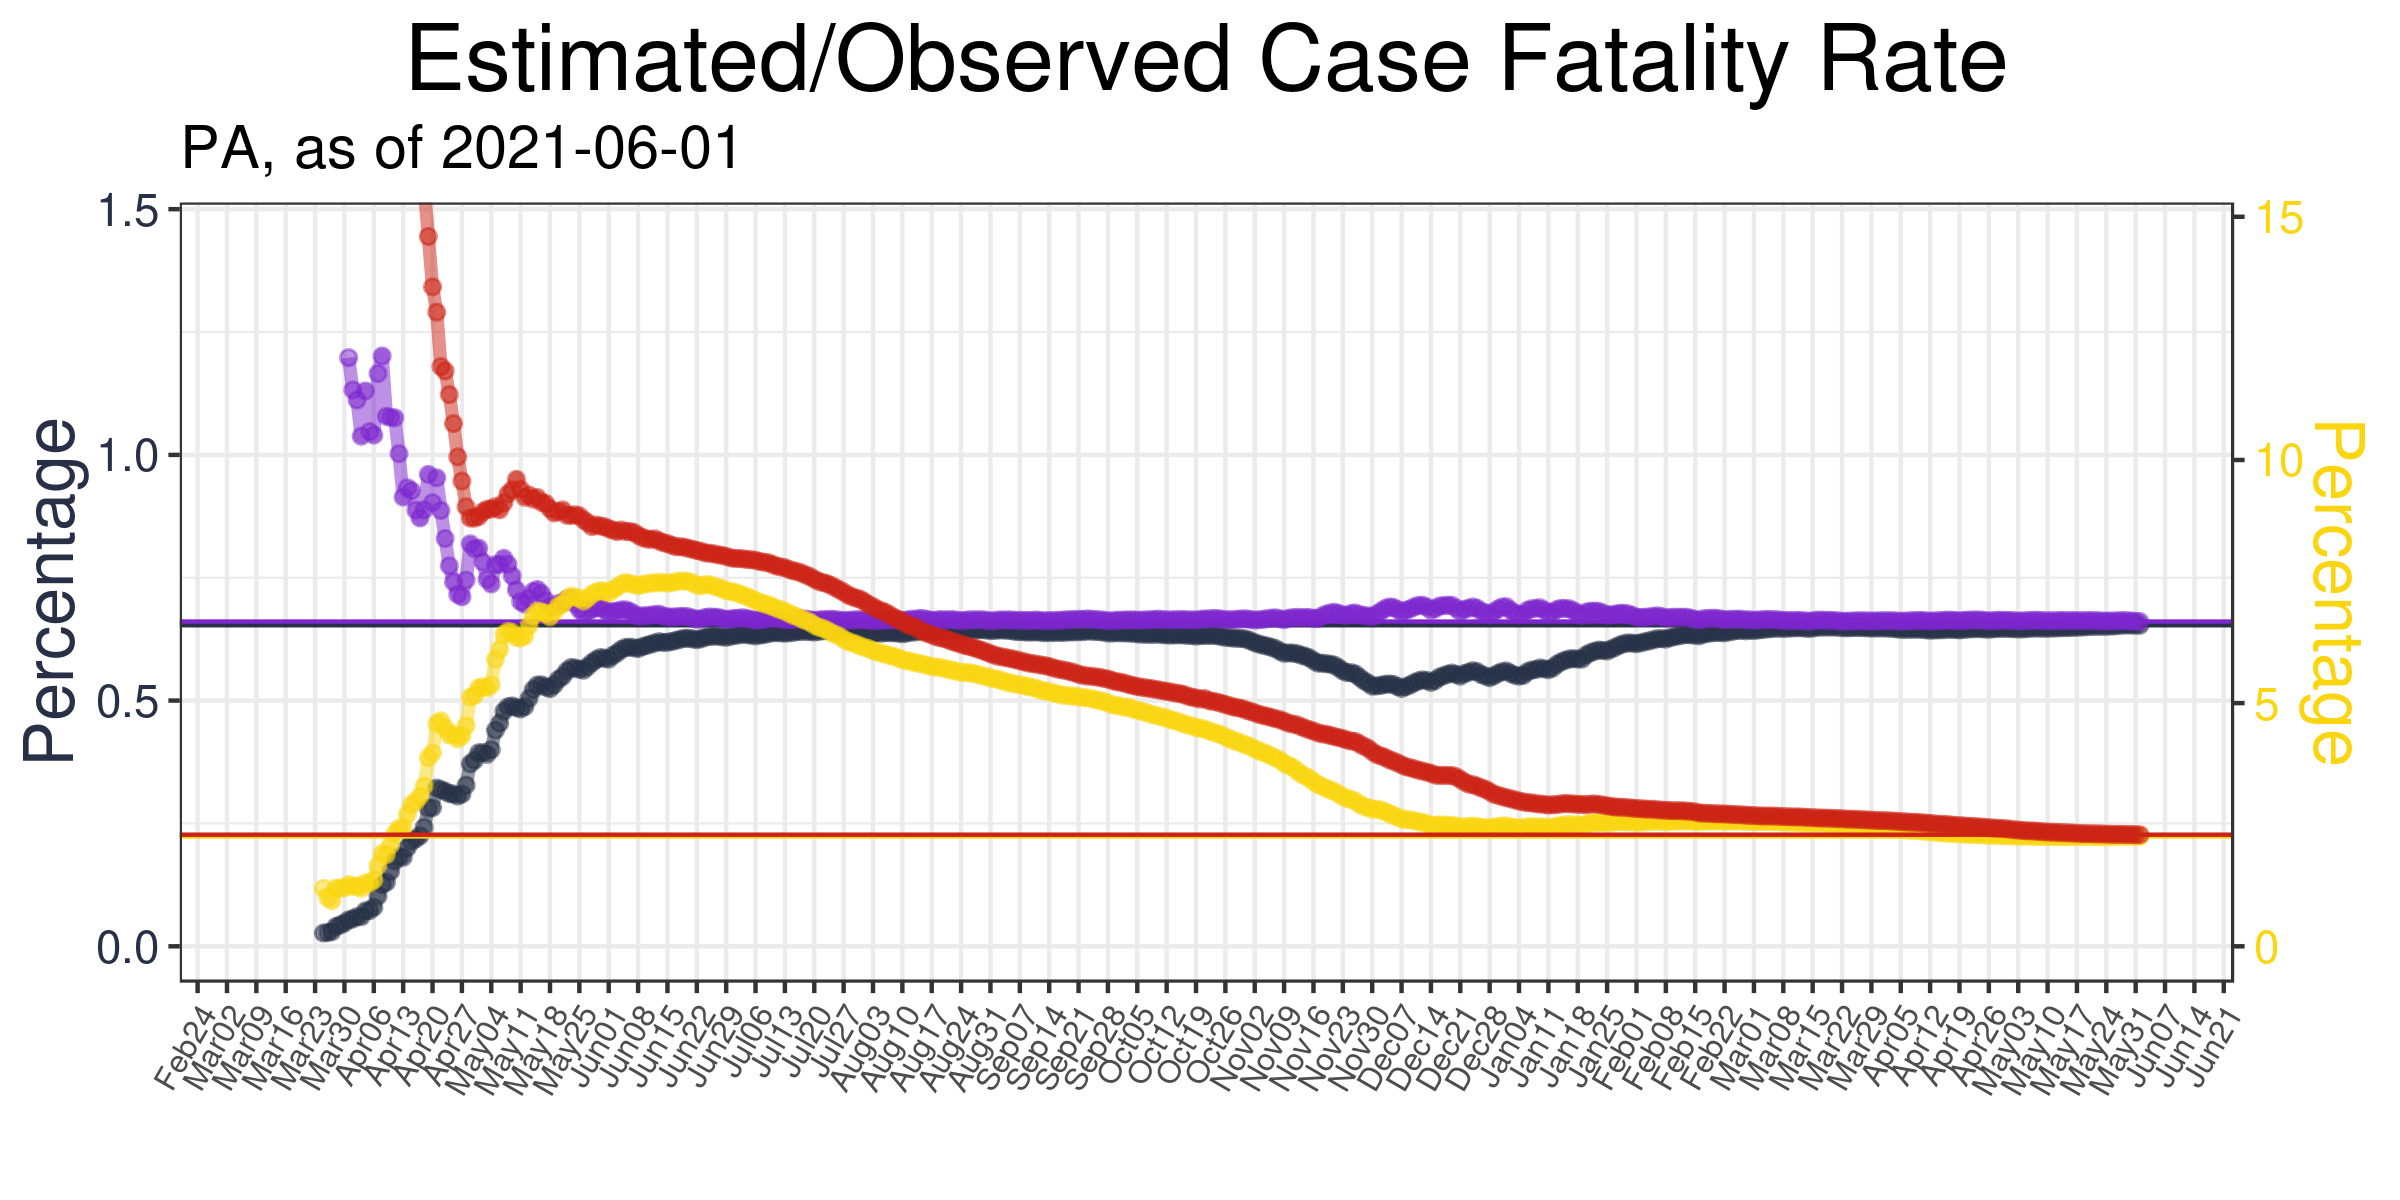 Estimated/Observed Case Fatality Rate
PA, as of 2021-06-01
Percentage
1.5
1.0
0.5
0.0
15
10
5
0
Percentage
Feb24
Mar02
Mar09
Mar16
Mar23
Mar30
Apr06
Apr13
Apr20
Apr27
May04
May11
May18
May25
Jun01
Jun08
Jun15
Jun22
Jun29
Jul06
Jul13
Jul20
Jul27
Aug03
Aug10
Aug17
Aug24
Aug31
Sep07
Sep14
Sep21
Sep28
Oct05
Oct12
Oct19
Oct26
Nov02
Nov09
Nov16
Nov23
Nov30
Dec07
Dec14
Dec21
Dec28
Jan04
Jan11
Jan18
Jan25
Feb01
Feb08
Feb15
Feb22
Mar01
Mar08
Mar15
Mar22
Mar29
Apr05
Apr12
Apr19
Apr26
May03
May10
May17
May24
May31
Jun07
Jun14
Jun21